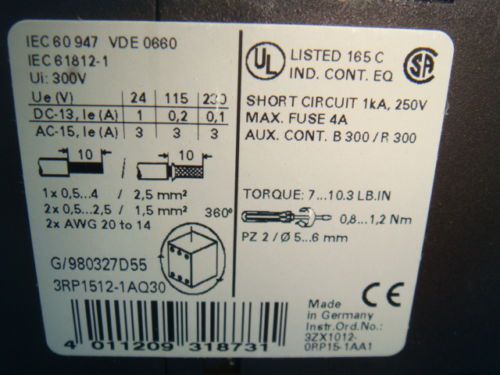 IEC 60 947 VDE 0660
IEC 61812-1
Ui: 300V
Ue (V) 24 115 230
DC-13, Ie (A) 1 0,2 0,1
AC-15, Ie (A) 3 3 3
10 / 10
1x 0,5...4 / 2,5 mm²
2x 0,5...2,5 / 1,5 mm²
2x AWG 20 to 14
360°
G/980327D55
3RP1512-1AQ30
4 011209 318731
UL LISTED 165 C
IND. CONT. EQ
SA
SHORT CIRCUIT 1kA, 250V
MAX. FUSE 4A
AUX. CONT. B 300 / R 300
TORQUE: 7...10.3 LB.IN
0,8...1,2 Nm
PZ 2 / Ø 5...6 mm
Made
in Germany
CE
Instr.Ord.No.:
3ZX1012-
0RP15-1AA1